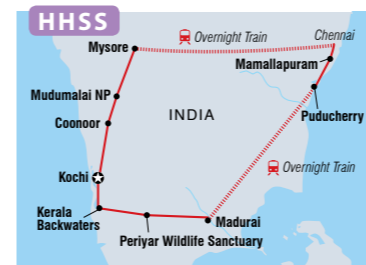 HHSS
Overnight Train
Chennai
Mysore
Mamallapuram
Mudumalai NP
INDIA
Puducherry
Coonoor
Overnight Train
Kochi
Kerala
Backwaters
Madurai
Periyar Wildlife Sanctuary